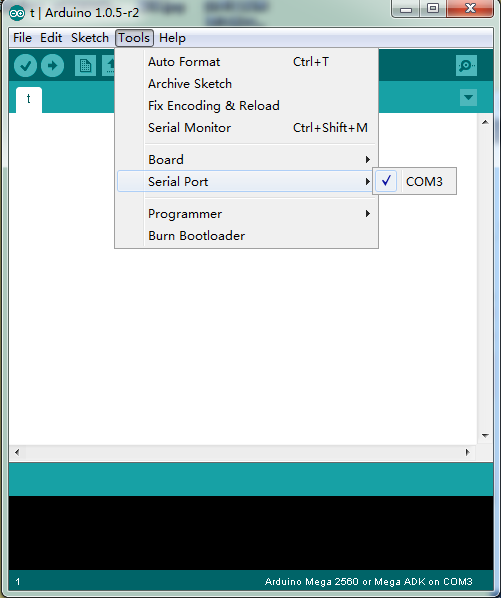 t | Arduino 1.0.5-r2
File Edit Sketch Tools Help
t
Auto Format Ctrl+T
Archive Sketch
Fix Encoding & Reload
Serial Monitor Ctrl+Shift+M
Board
Serial Port
COM3
Programmer
Burn Bootloader
1 Arduino Mega 2560 or Mega ADK on COM3